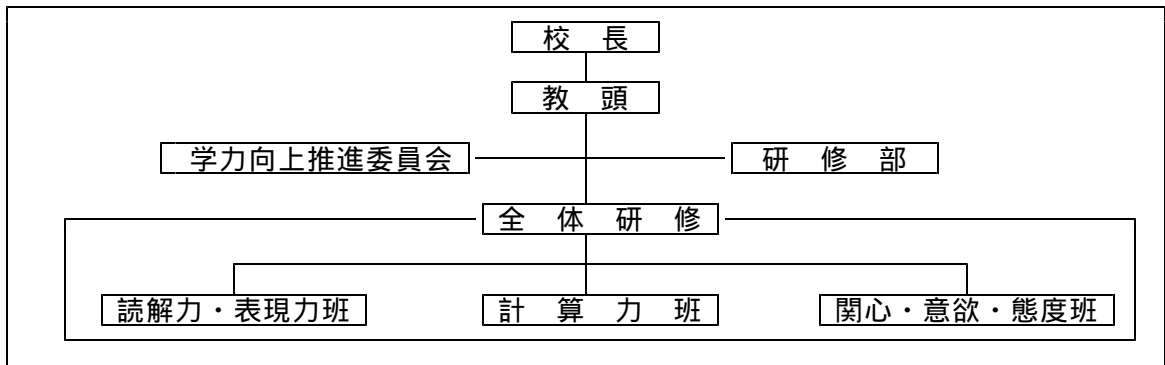 校　長
教　頭
学力向上推進委員会
研　修　部
全　体　研　修
読解力・表現力班
計　算　力　班
関心・意欲・態度班